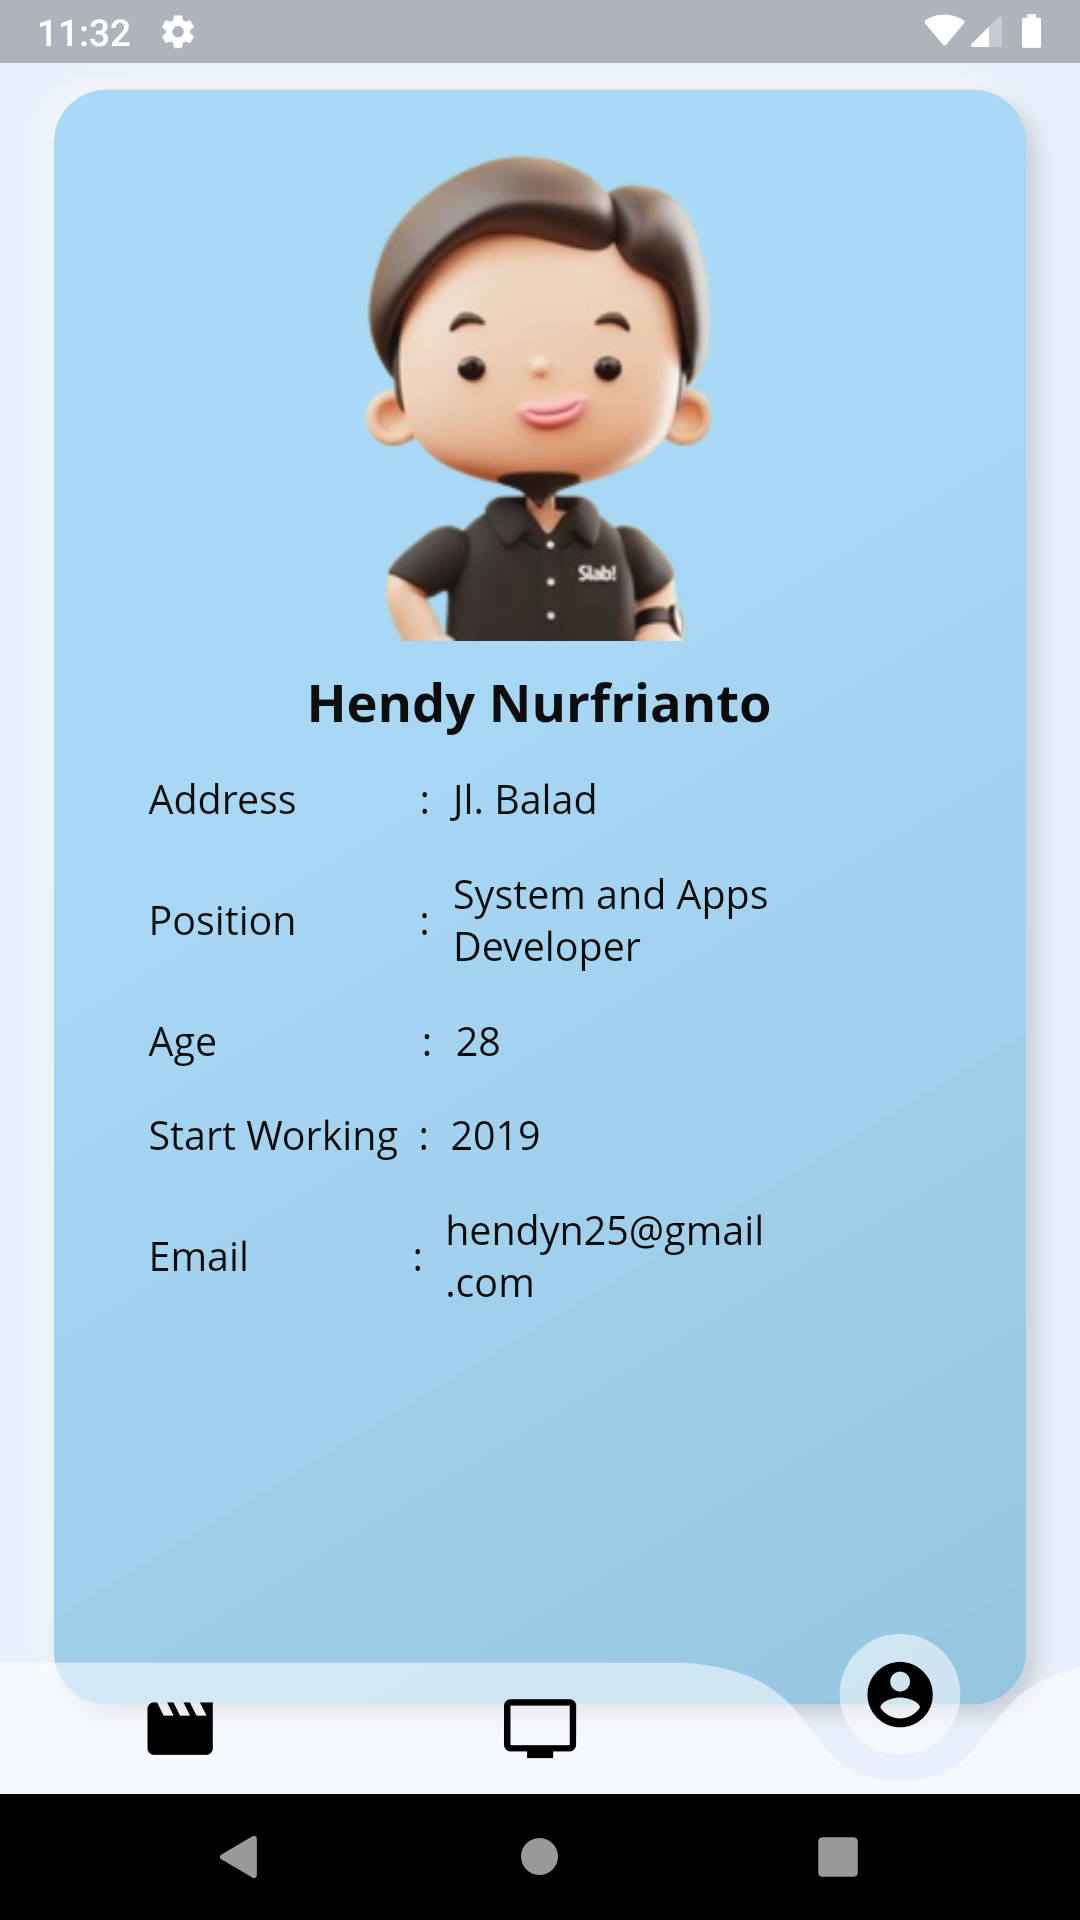 11:32
Slab!
Hendy Nurfrianto
Address : Jl. Balad
Position : System and Apps
Developer
Age : 28
Start Working : 2019
Email : hendyn25@gmail
.com